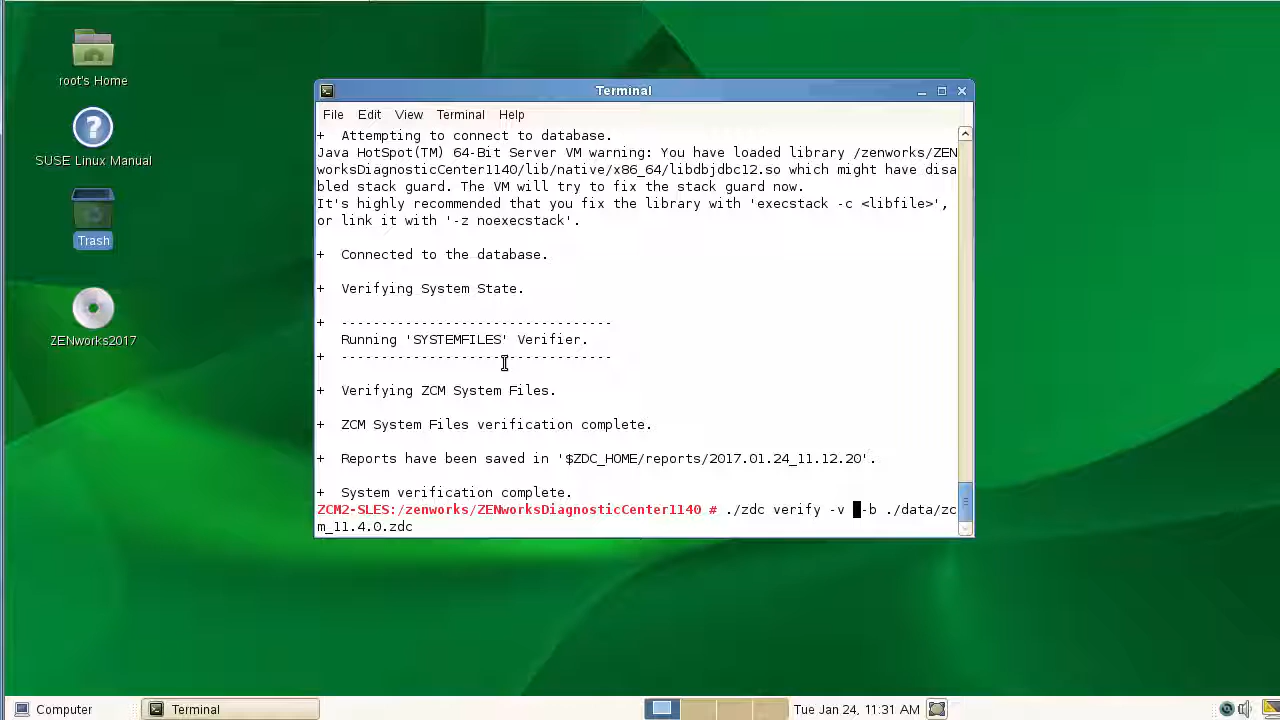 root's Home
SUSE Linux Manual
Trash
ZENworks2017
Terminal
File Edit View Terminal Help
+ Attempting to connect to database.
Java HotSpot(TM) 64-Bit Server VM warning: You have loaded library /zenworks/ZEN
worksDiagnosticCenter1140/lib/native/x86_64/libdbjdbc12.so which might have disa
bled stack guard. The VM will try to fix the stack guard now.
It's highly recommended that you fix the library with 'execstack -c <libfile>',
or link it with '-z noexecstack'.
+ Connected to the database.
+ Verifying System State.
+ ----------------------------------
Running 'SYSTEMFILES' Verifier.
+ ----------------------------------
+ Verifying ZCM System Files.
+ ZCM System Files verification complete.
+ Reports have been saved in '$ZDC_HOME/reports/2017.01.24_11.12.20'.
+ System verification complete.
ZCM2-SLES:/zenworks/ZENworksDiagnosticCenter1140 # ./zdc verify -v -b ./data/zc
m_11.4.0.zdc
Computer Terminal Tue Jan 24, 11:31 AM